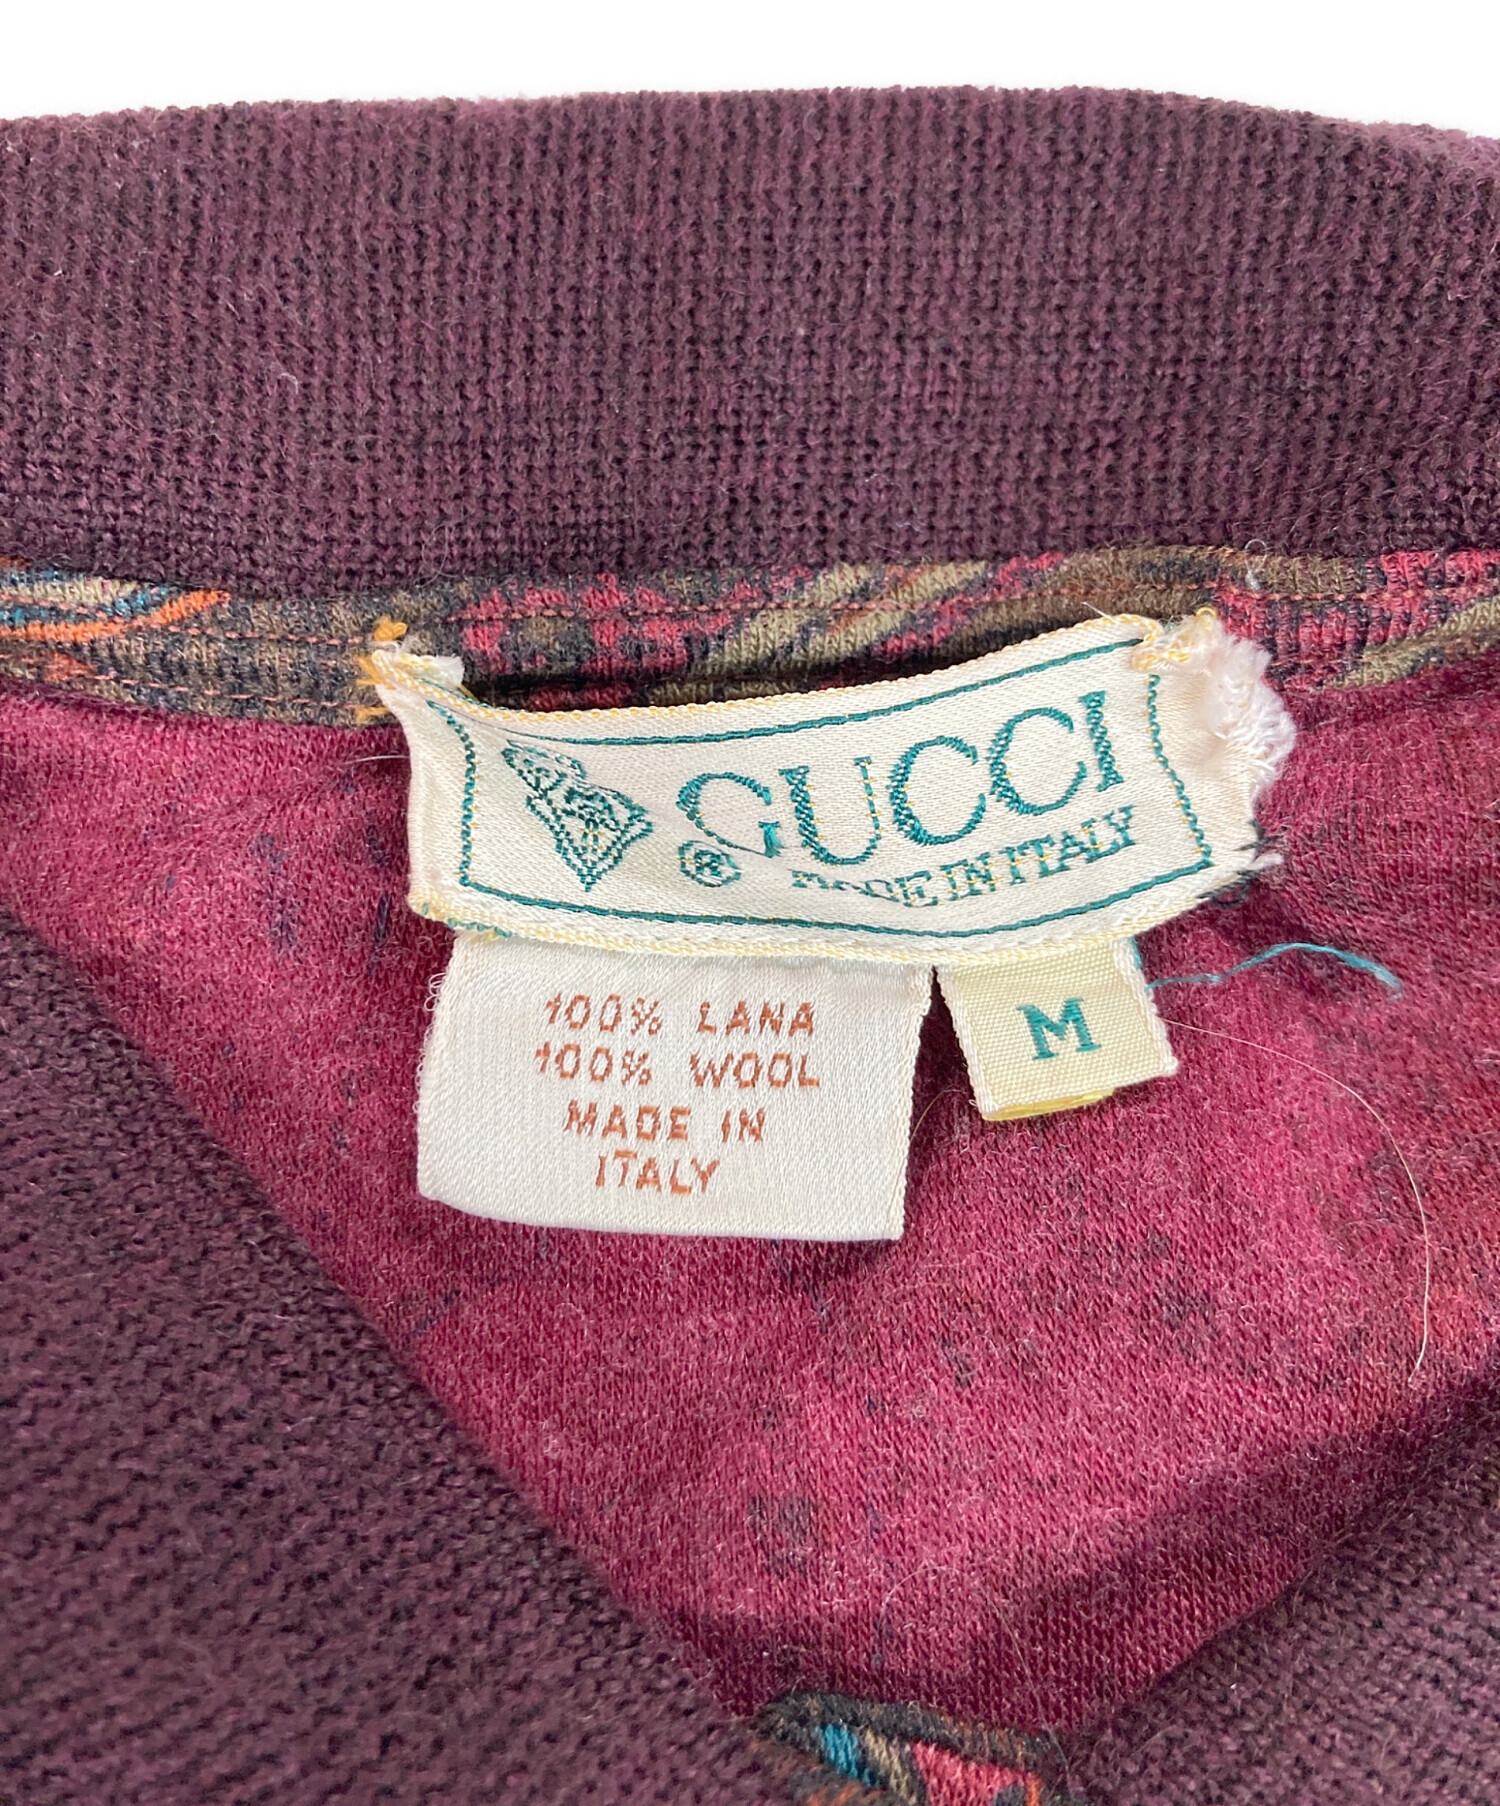 GUCCI
® MADE IN ITALY
100% LANA
100% WOOL
MADE IN
ITALY
M